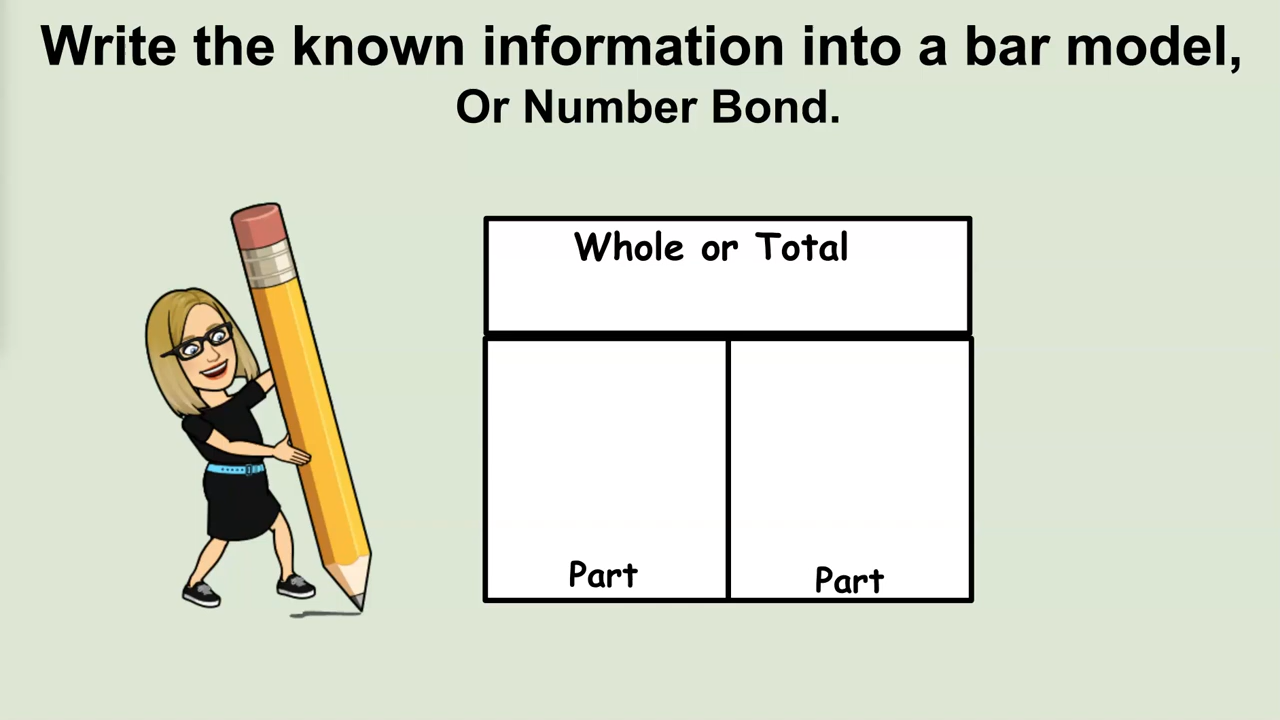 Write the known information into a bar model,
Or Number Bond.
Whole or Total
Part
Part